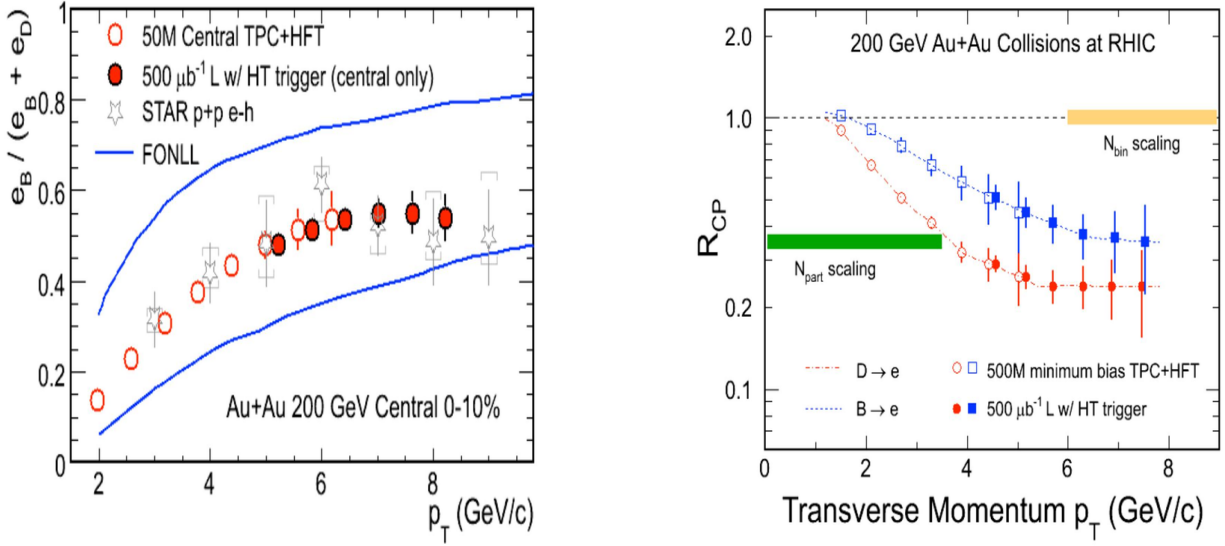 e_B / (e_B + e_D)
1
0.8
0.6
0.4
0.2
0
50M Central TPC+HFT
500 μb⁻¹ L w/ HT trigger (central only)
STAR p+p e-h
FONLL
Au+Au 200 GeV Central 0-10%
2 4 6 8
p_T (GeV/c)
R_CP
2.0
1.0
0.2
0.1
200 GeV Au+Au Collisions at RHIC
N_bin scaling
N_part scaling
D → e
500M minimum bias TPC+HFT
B → e
500 μb⁻¹ L w/ HT trigger
0 2 4 6 8
Transverse Momentum p_T (GeV/c)